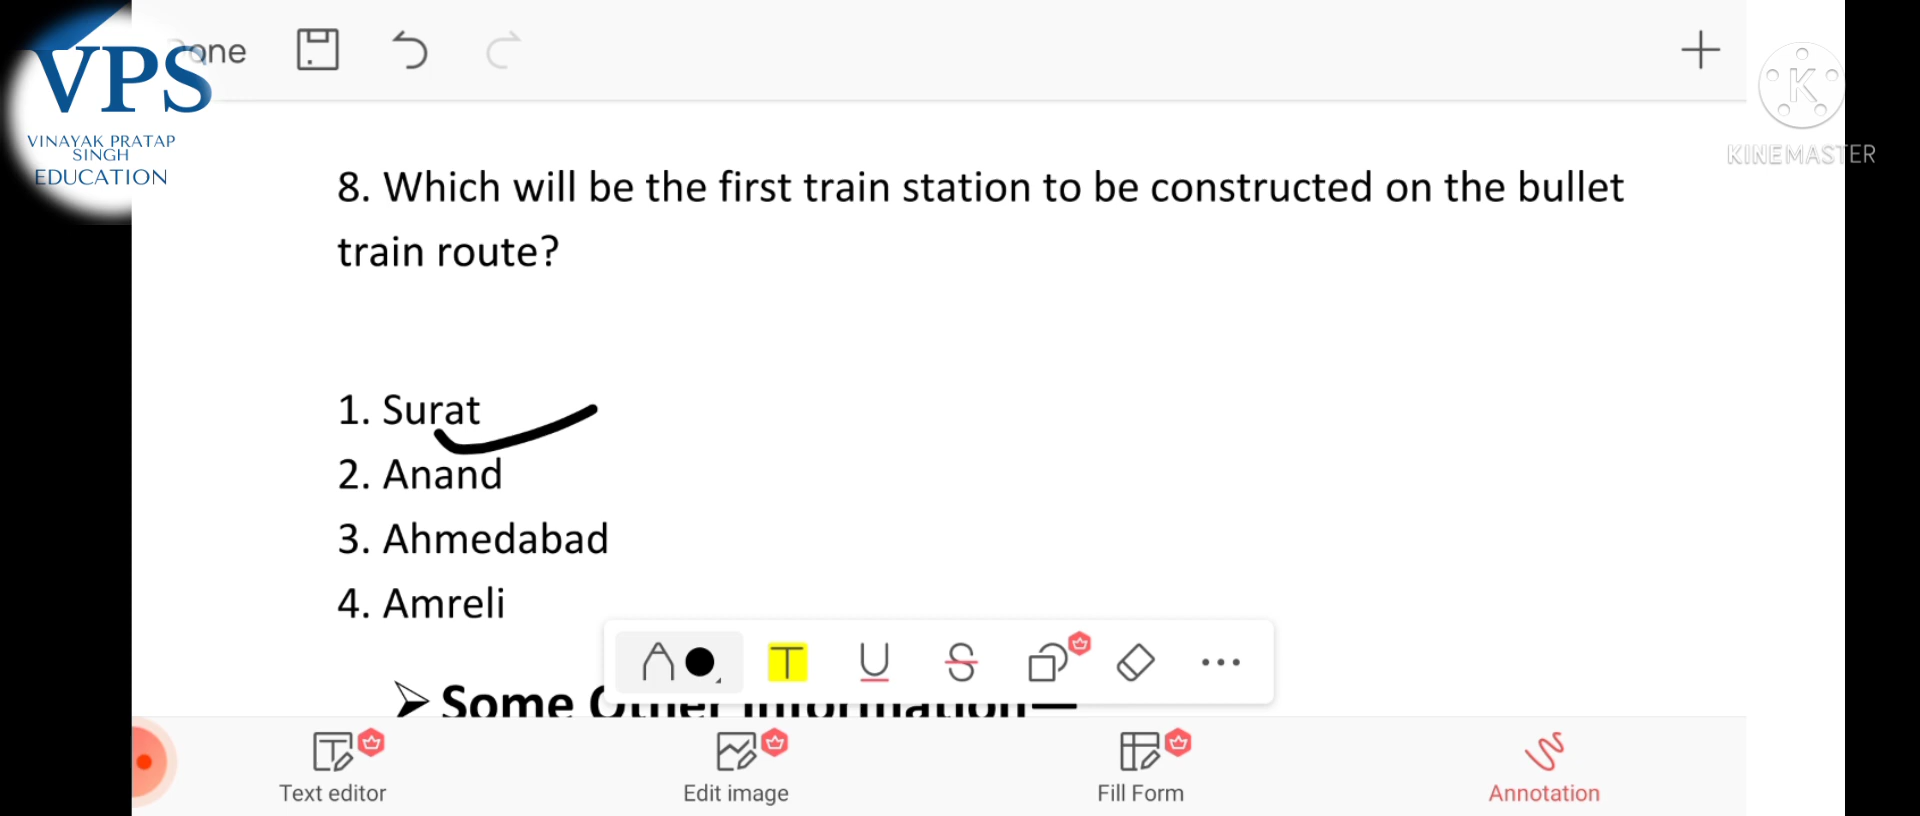 VPS
VINAYAK PRATAP
SINGH
EDUCATION
KINEMASTER
8. Which will be the first train station to be constructed on the bullet
train route?
1. Surat
2. Anand
3. Ahmedabad
4. Amreli
➢ Some Other Information—
Text editor
Edit image
Fill Form
Annotation